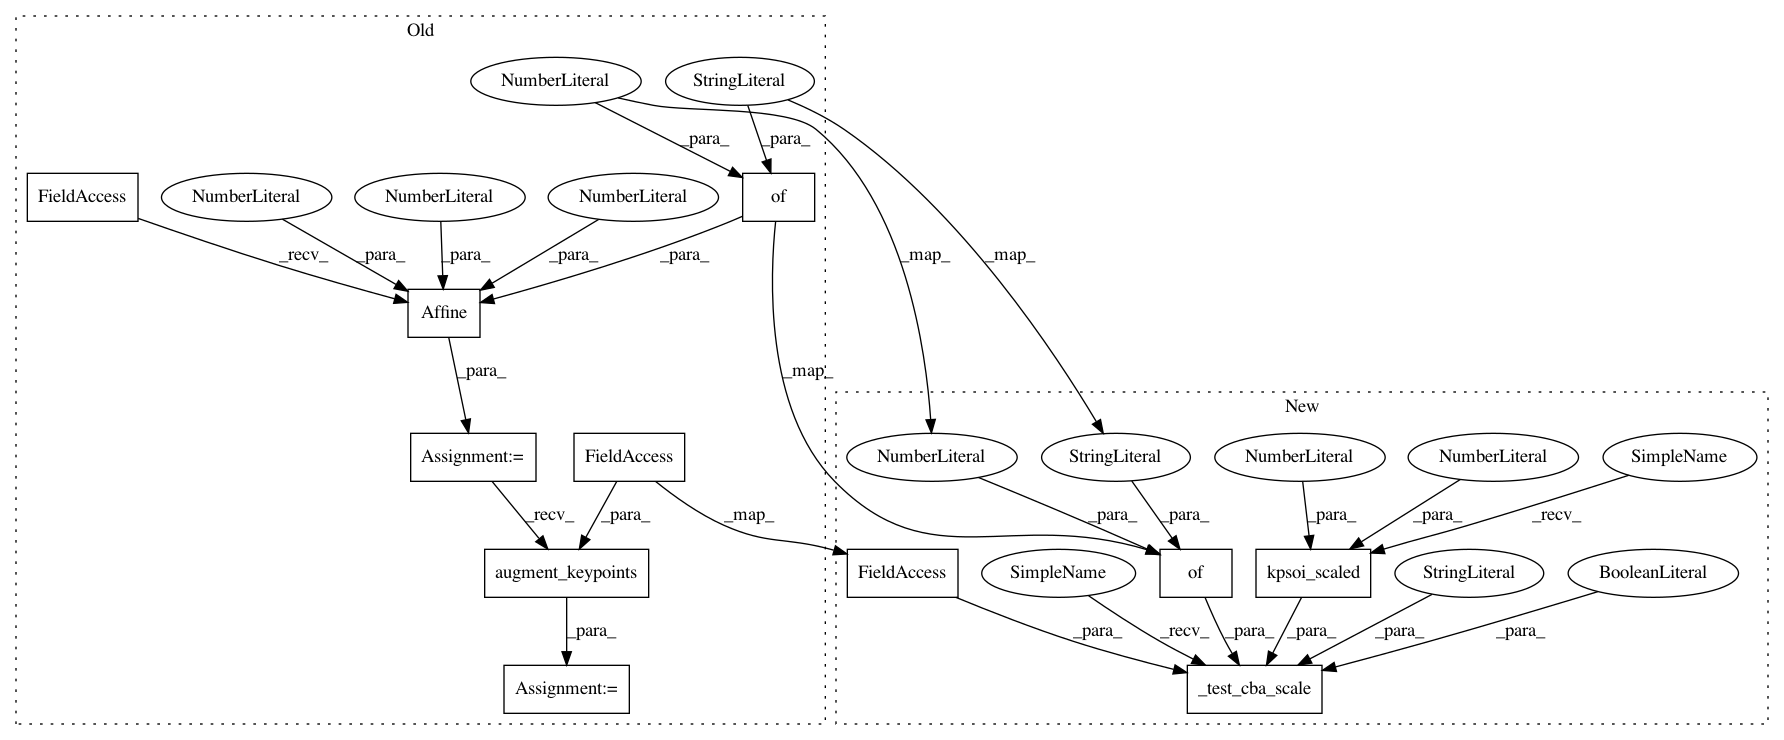 Old
NumberLiteral
StringLiteral
_para_
_para_
FieldAccess
NumberLiteral
NumberLiteral
NumberLiteral
of
_recv_
_para_
_para_
_para_
_para_
_map_
_map_
Affine
_para_
_map_
New
Assignment:=
FieldAccess
NumberLiteral
StringLiteral
NumberLiteral
NumberLiteral
SimpleName
_recv_
_para_
_map_
_para_
_para_
_para_
_para_
_recv_
augment_keypoints
FieldAccess
SimpleName
of
kpsoi_scaled
StringLiteral
BooleanLiteral
_para_
_para_
_recv_
_para_
_para_
_para_
_para_
Assignment:=
_test_cba_scale